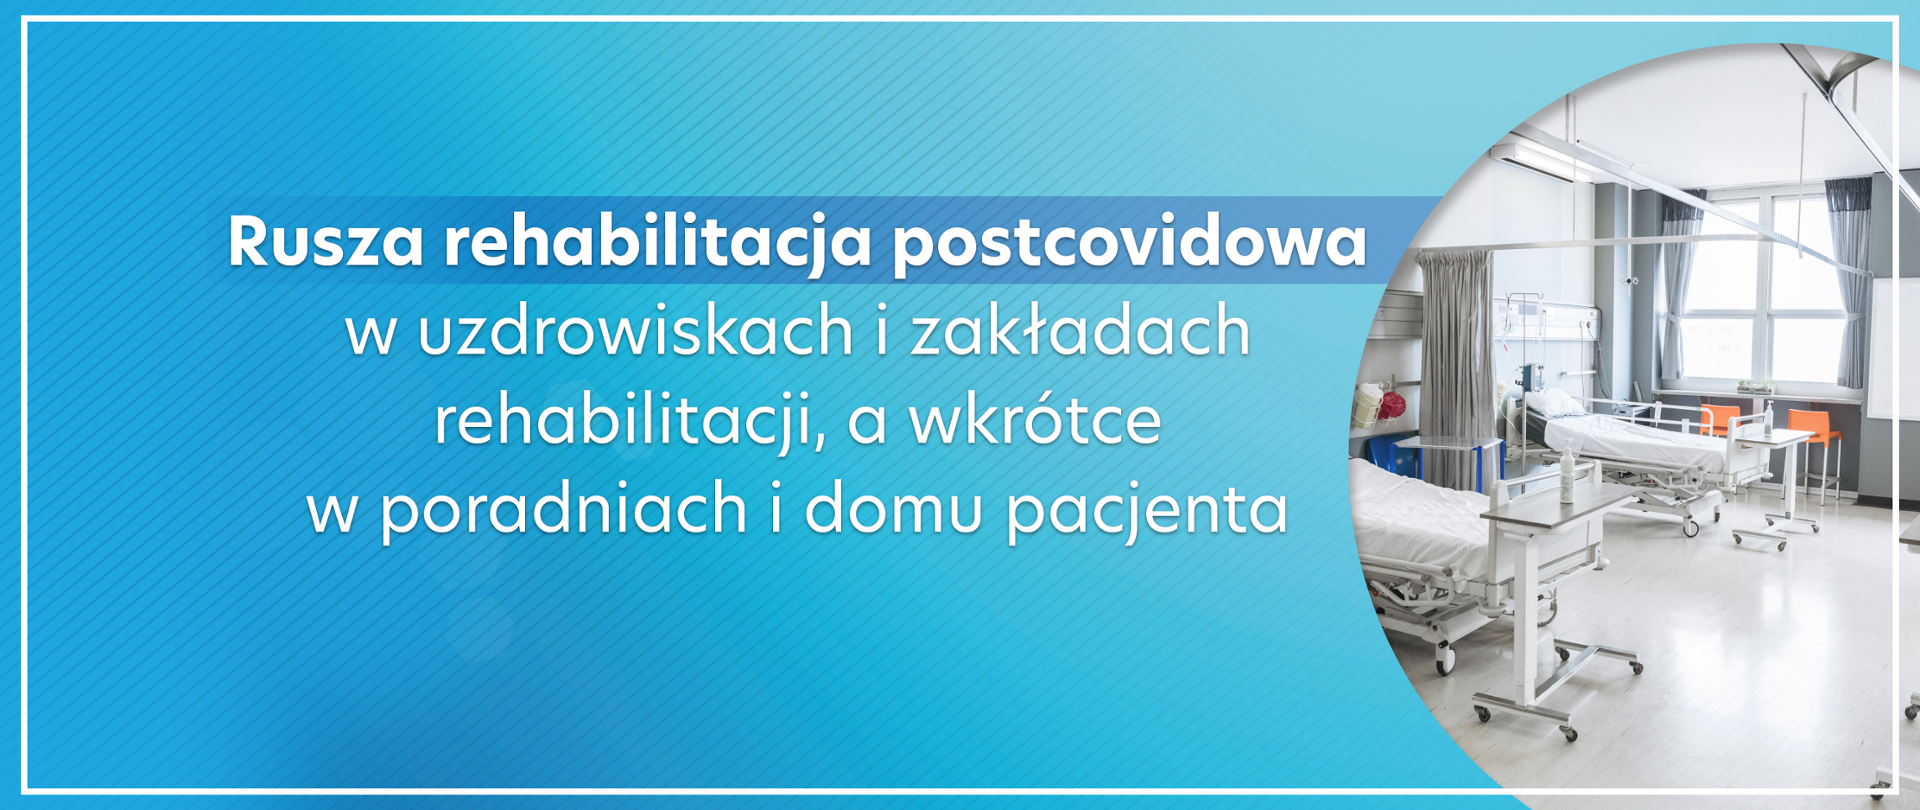 Rusza rehabilitacja postcovidowa
w uzdrowiskach i zakładach
rehabilitacji, a wkrótce
w poradniach i domu pacjenta